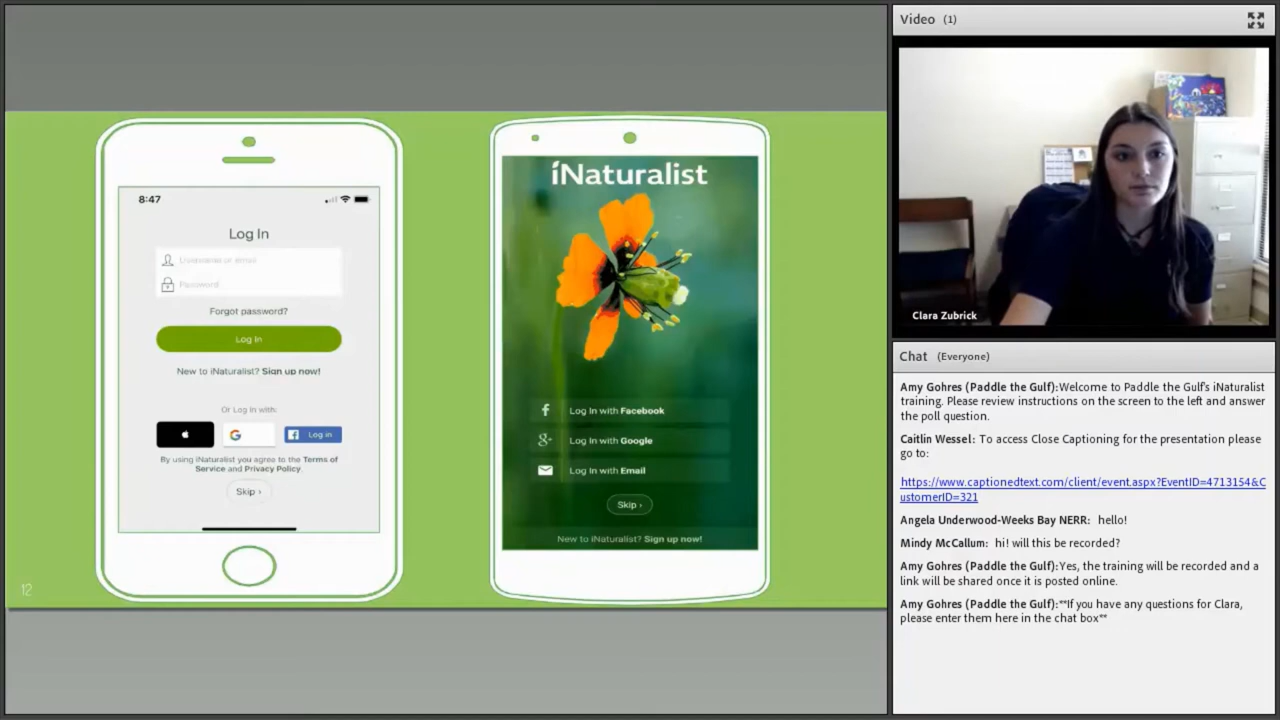 8:47
Log In
Username or email
Password
Forgot password?
Log In
New to iNaturalist? Sign up now!
Or Log in with:
Log in
By using iNaturalist you agree to the Terms of
Service and Privacy Policy.
Skip ›
12
iNaturalist
f Log In with Facebook
g+ Log In with Google
Log In with Email
Skip ›
New to iNaturalist? Sign up now!
Video (1)
Clara Zubrick
Chat (Everyone)
Amy Gohres (Paddle the Gulf):Welcome to Paddle the Gulf's iNaturalist
training. Please review instructions on the screen to the left and answer
the poll question.
Caitlin Wessel: To access Close Captioning for the presentation please
go to:
https://www.captionedtext.com/client/event.aspx?EventID=4713154&C
ustomerID=321
Angela Underwood-Weeks Bay NERR: hello!
Mindy McCallum: hi! will this be recorded?
Amy Gohres (Paddle the Gulf):Yes, the training will be recorded and a
link will be shared once it is posted online.
Amy Gohres (Paddle the Gulf):**If you have any questions for Clara,
please enter them here in the chat box**